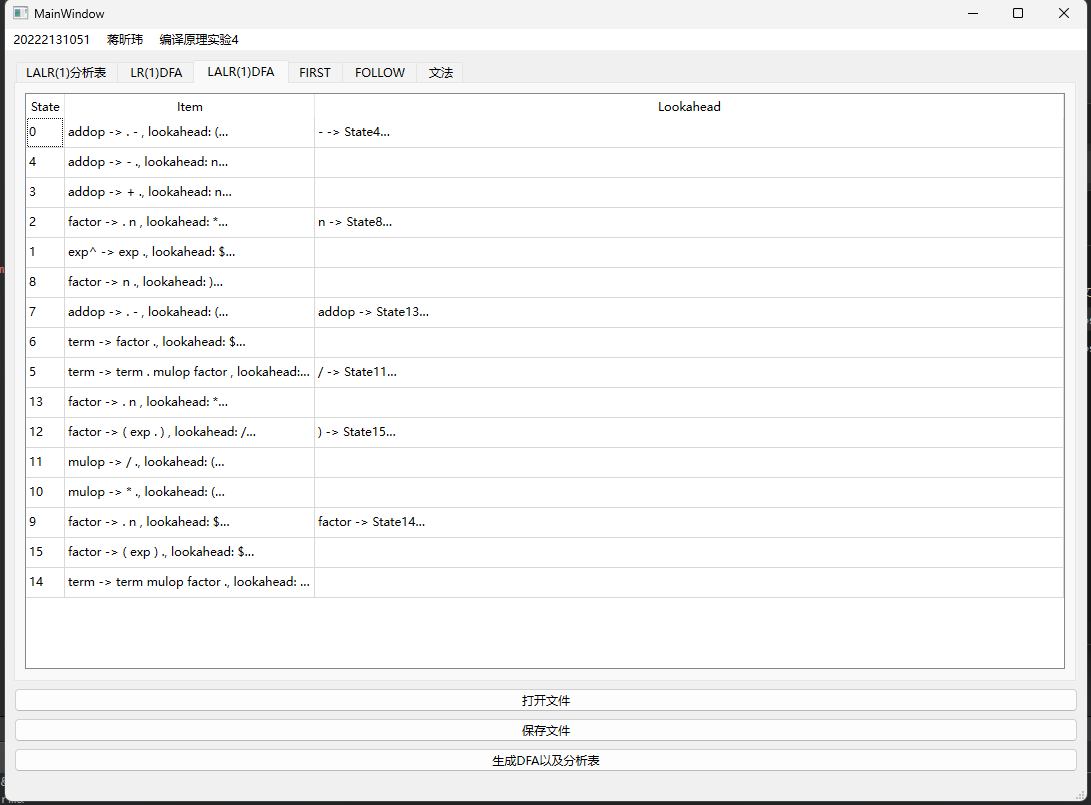 MainWindow
20222131051 蒋昕玮 编译原理实验4
LALR(1)分析表 LR(1)DFA LALR(1)DFA FIRST FOLLOW 文法
State Item Lookahead
0 addop -> . - , lookahead: (... - -> State4...
4 addop -> - ., lookahead: n...
3 addop -> + ., lookahead: n...
2 factor -> . n , lookahead: *... n -> State8...
1 exp^ -> exp ., lookahead: $...
8 factor -> n ., lookahead: )...
7 addop -> . - , lookahead: (... addop -> State13...
6 term -> factor ., lookahead: $...
5 term -> term . mulop factor , lookahead:... / -> State11...
13 factor -> . n , lookahead: *...
12 factor -> ( exp . ) , lookahead: /... ) -> State15...
11 mulop -> / ., lookahead: (...
10 mulop -> * ., lookahead: (...
9 factor -> . n , lookahead: $... factor -> State14...
15 factor -> ( exp ) ., lookahead: $...
14 term -> term mulop factor ., lookahead: ...
打开文件
保存文件
生成DFA以及分析表